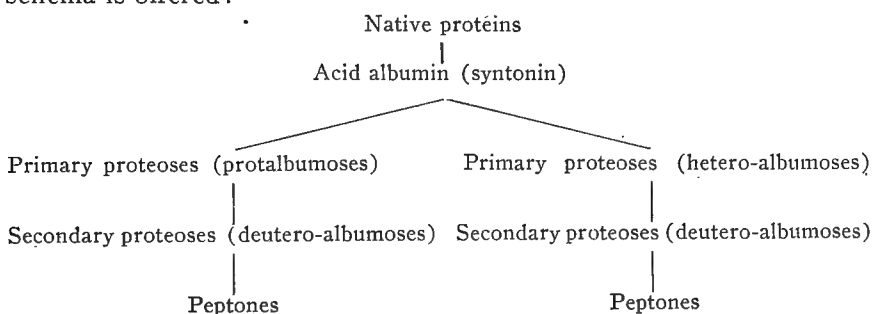 schema is offered:
Native proteins
Acid albumin (syntonin)
Primary proteoses (protalbumoses) Primary proteoses (hetero-albumoses)
Secondary proteoses (deutero-albumoses) Secondary proteoses (deutero-albumoses)
Peptones Peptones